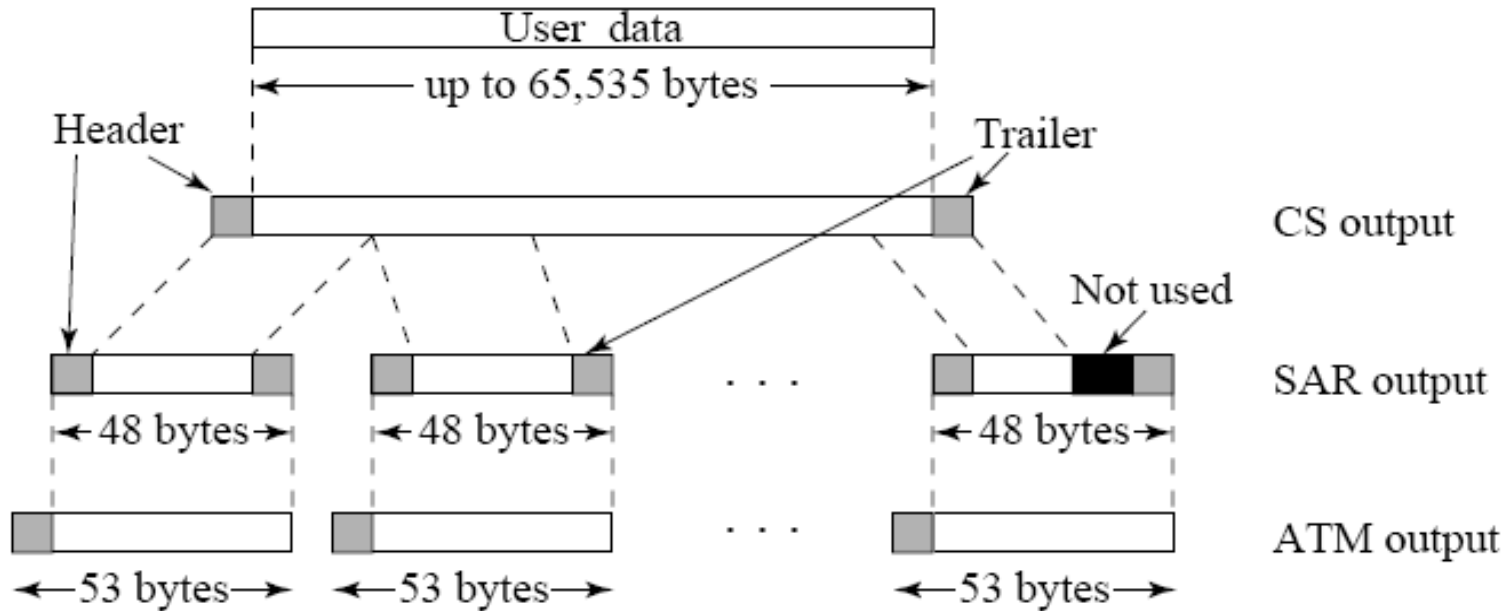 User data
up to 65,535 bytes
Header
Trailer
CS output
Not used
. . .
SAR output
48 bytes
48 bytes
48 bytes
. . .
ATM output
53 bytes
53 bytes
53 bytes